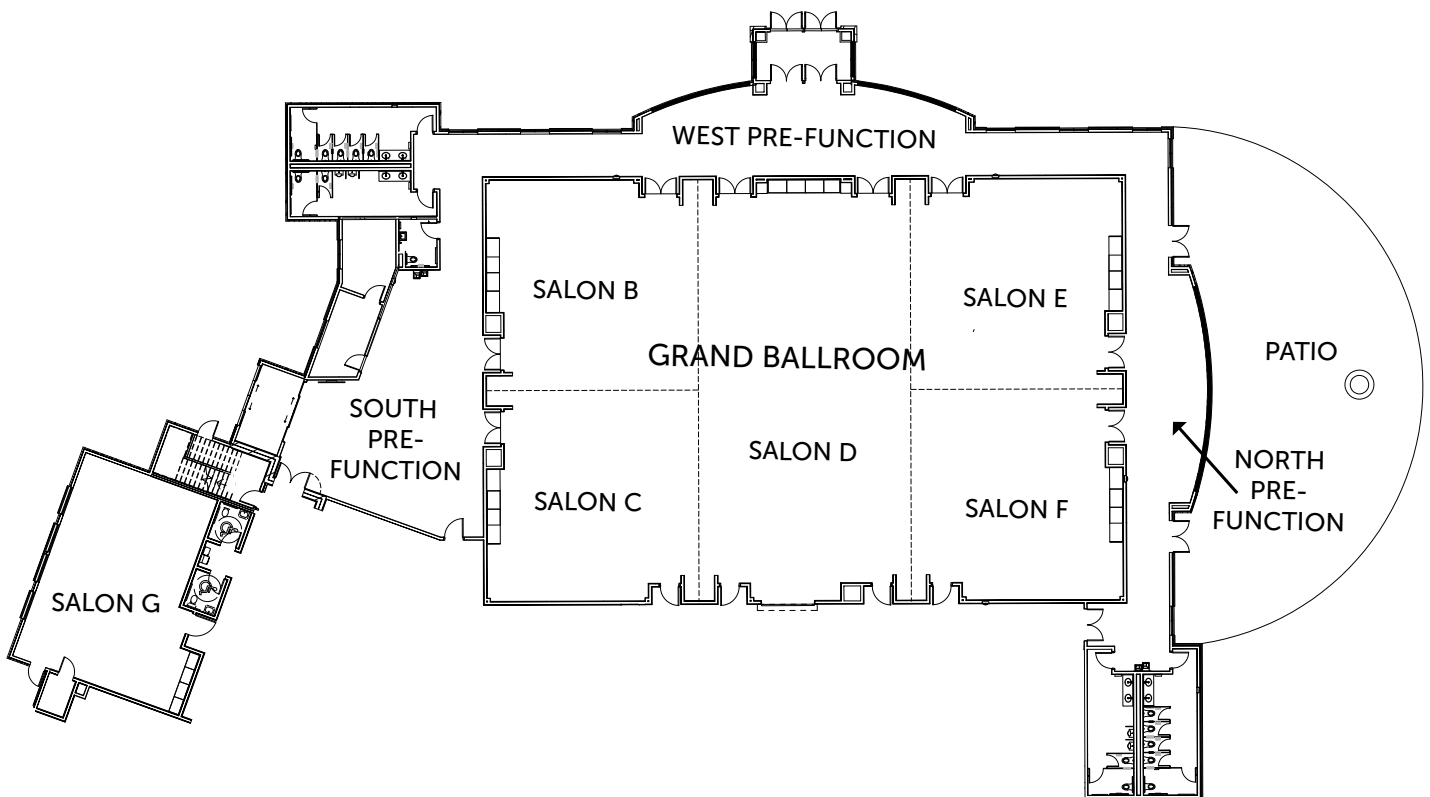 WEST PRE-FUNCTION
SALON B
SALON E
GRAND BALLROOM
PATIO
SOUTH
PRE-
FUNCTION
SALON D
NORTH
PRE-
FUNCTION
SALON C
SALON F
SALON G